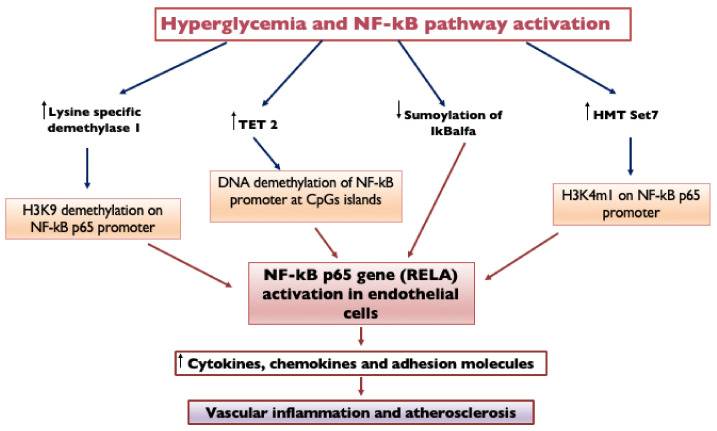 Hyperglycemia and NF-kB pathway activation
↑Lysine specific
demethylase 1
↑TET 2
↓ Sumoylation of
IkBalfa
↑ HMT Set7
H3K9 demethylation on
NF-kB p65 promoter
DNA demethylation of NF-kB
promoter at CpGs islands
H3K4m1 on NF-kB p65
promoter
NF-kB p65 gene (RELA)
activation in endothelial
cells
↑ Cytokines, chemokines and adhesion molecules
Vascular inflammation and atherosclerosis